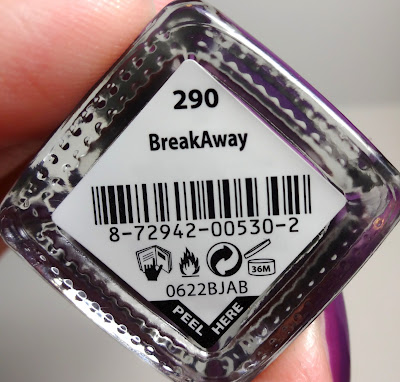 290
BreakAway
8-72942-00530-2
36M
0622BJAB
PEEL HERE